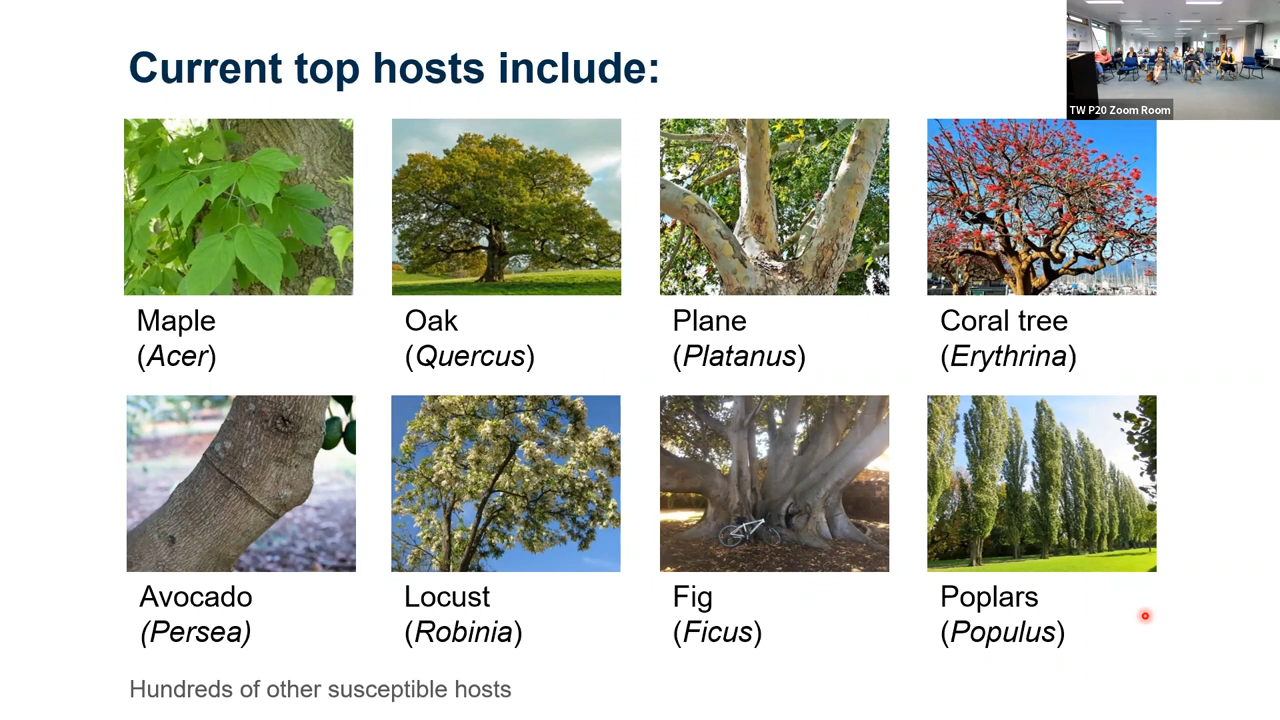 Current top hosts include:
TW P20 Zoom Room
Maple
(Acer)
Oak
(Quercus)
Plane
(Platanus)
Coral tree
(Erythrina)
Avocado
(Persea)
Locust
(Robinia)
Fig
(Ficus)
Poplars
(Populus)
Hundreds of other susceptible hosts